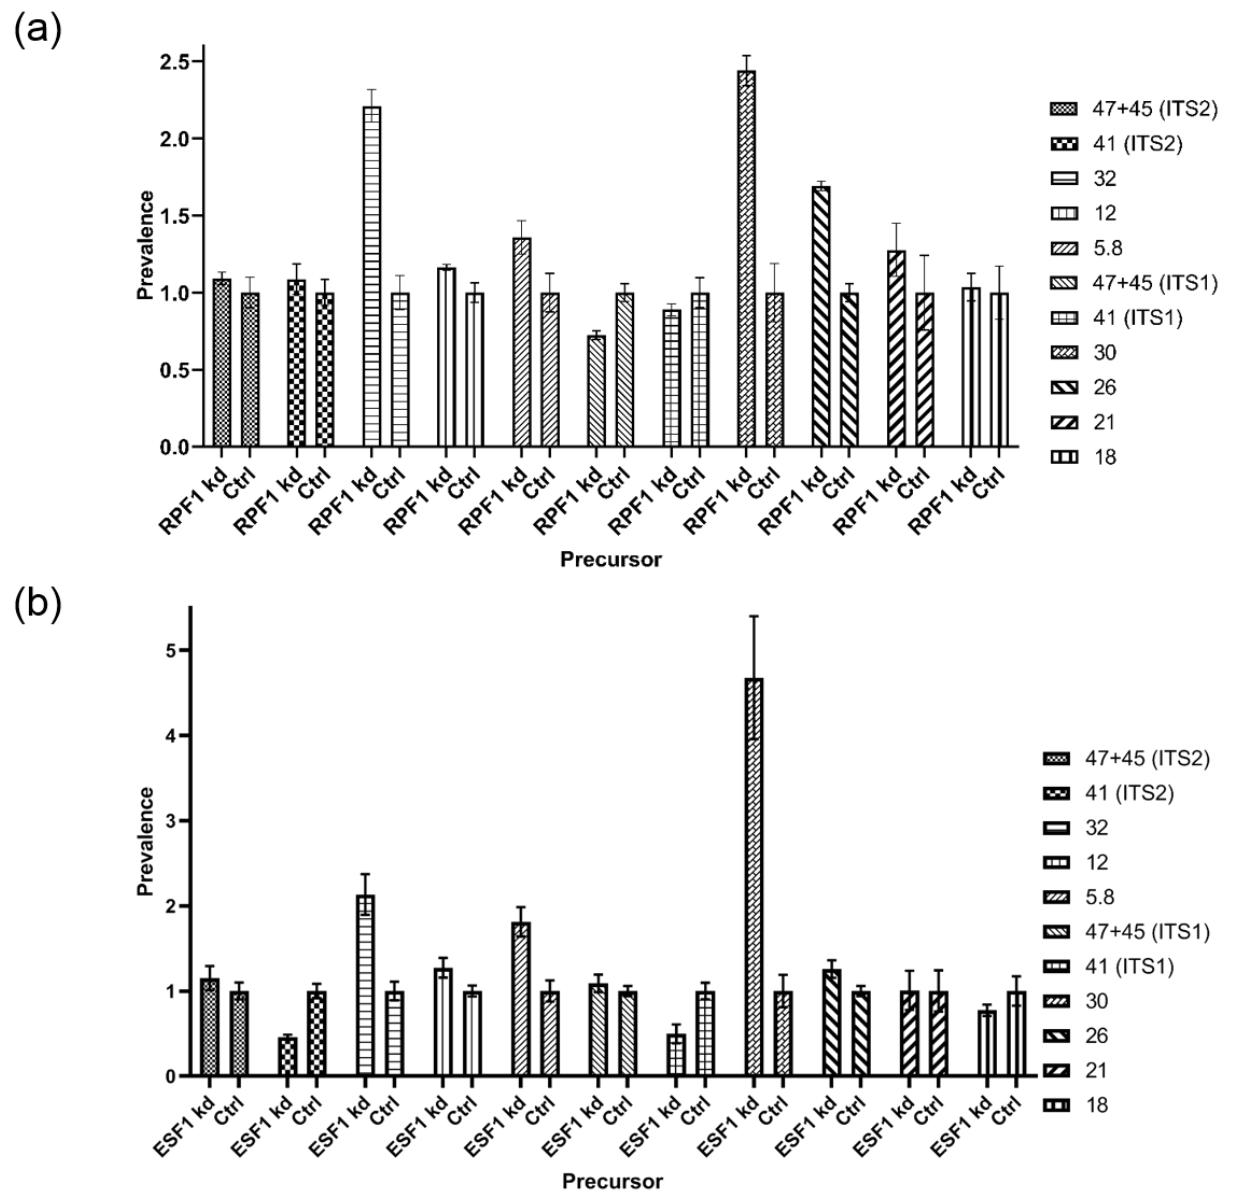 (a)
2.5
2.0
1.5
1.0
0.5
0.0
Prevalence
RPF1 kd Ctrl RPF1 kd Ctrl RPF1 kd Ctrl RPF1 kd Ctrl RPF1 kd Ctrl RPF1 kd Ctrl RPF1 kd Ctrl RPF1 kd Ctrl RPF1 kd Ctrl RPF1 kd Ctrl RPF1 kd Ctrl
Precursor
47+45 (ITS2)
41 (ITS2)
32
12
5.8
47+45 (ITS1)
41 (ITS1)
30
26
21
18
(b)
5
4
3
2
1
0
Prevalence
ESF1 kd Ctrl ESF1 kd Ctrl ESF1 kd Ctrl ESF1 kd Ctrl ESF1 kd Ctrl ESF1 kd Ctrl ESF1 kd Ctrl ESF1 kd Ctrl ESF1 kd Ctrl ESF1 kd Ctrl ESF1 kd Ctrl
Precursor
47+45 (ITS2)
41 (ITS2)
32
12
5.8
47+45 (ITS1)
41 (ITS1)
30
26
21
18